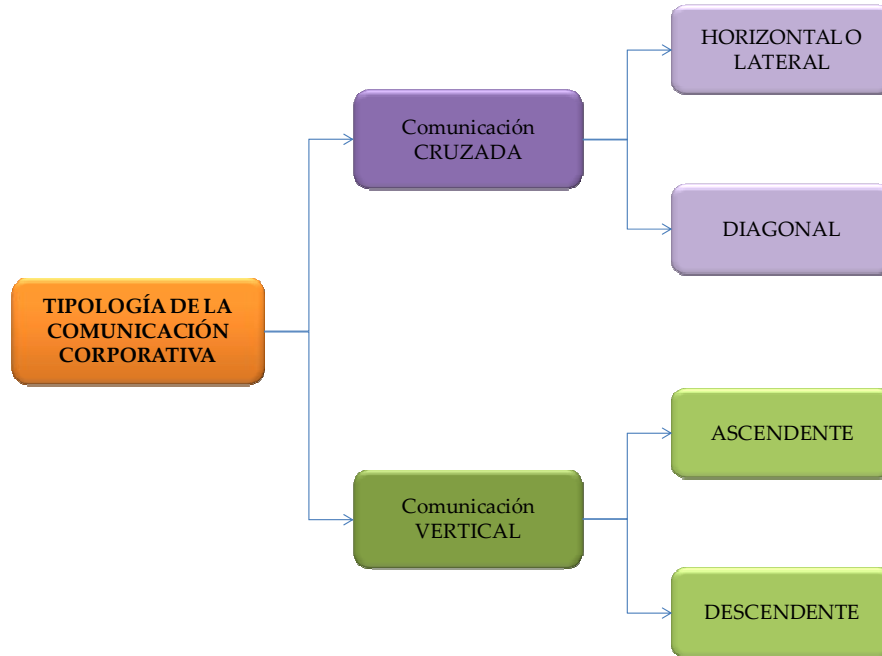 TIPOLOGÍA DE LA
COMUNICACIÓN
CORPORATIVA
Comunicación
CRUZADA
HORIZONTAL O
LATERAL
DIAGONAL
Comunicación
VERTICAL
ASCENDENTE
DESCENDENTE